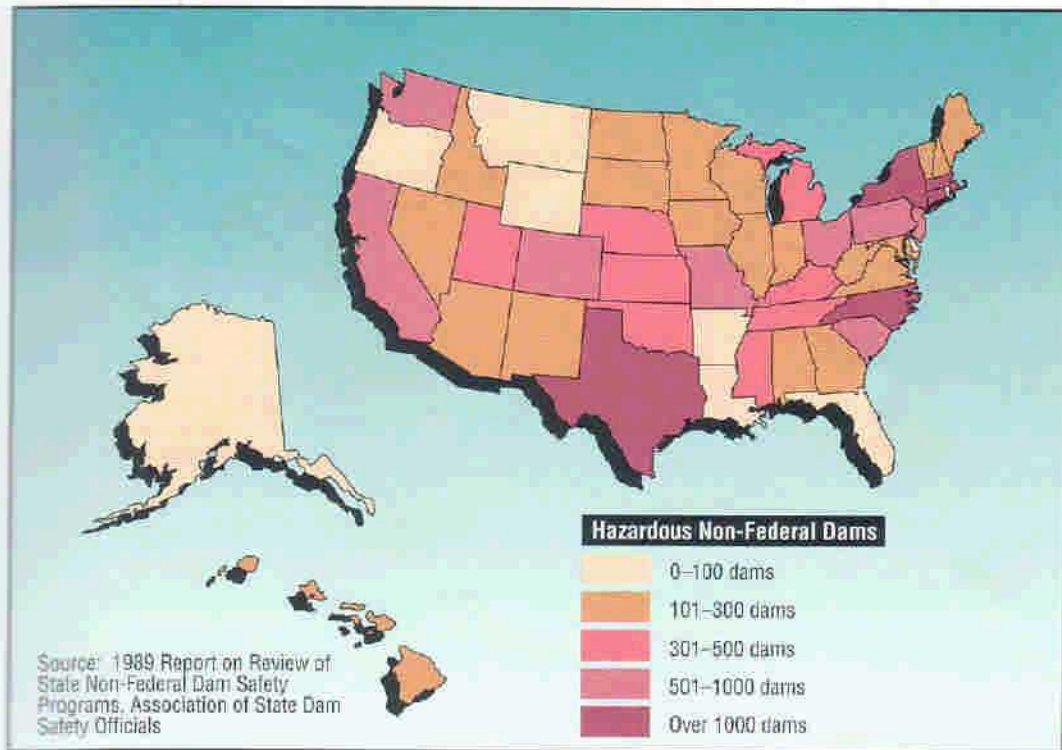 Hazardous Non-Federal Dams
0–100 dams
101–300 dams
301–500 dams
501–1000 dams
Over 1000 dams
Source: 1989 Report on Review of
State Non-Federal Dam Safety
Programs, Association of State Dam
Safety Officials